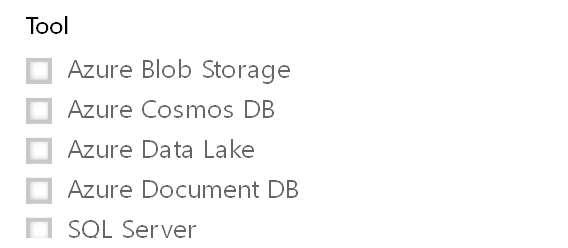 Tool
Azure Blob Storage
Azure Cosmos DB
Azure Data Lake
Azure Document DB
SQL Server